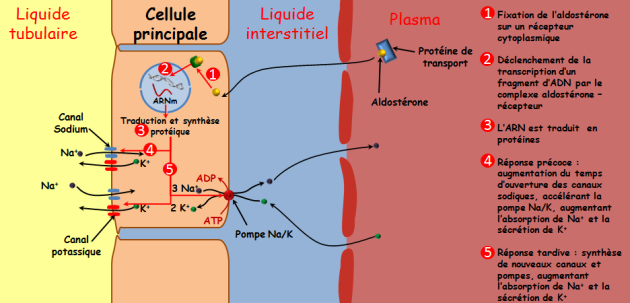 Liquide
tubulaire
Cellule
principale
Liquide
interstitiel
Plasma
Protéine de
transport
Aldostérone
2
1
ARNm
Traduction et synthèse
protéique
3
Canal
Sodium
4
Na⁺
K⁺
5
Na⁺
K⁺
ADP
3 Na⁺
2 K⁺
ATP
Pompe Na/K
Canal
potassique
1 Fixation de l'aldostérone
sur un récepteur
cytoplasmique
2 Déclenchement de la
transcription d'un
fragment d'ADN par le
complexe aldostérone –
récepteur
3 L'ARN est traduit en
protéines
4 Réponse précoce :
augmentation du temps
d'ouverture des canaux
sodiques, accélérant la
pompe Na/K, augmentant
l'absorption de Na⁺ et la
sécrétion de K⁺
5 Réponse tardive : synthèse
de nouveaux canaux et
pompes, augmentant
l'absorption de Na⁺ et la
sécrétion de K⁺